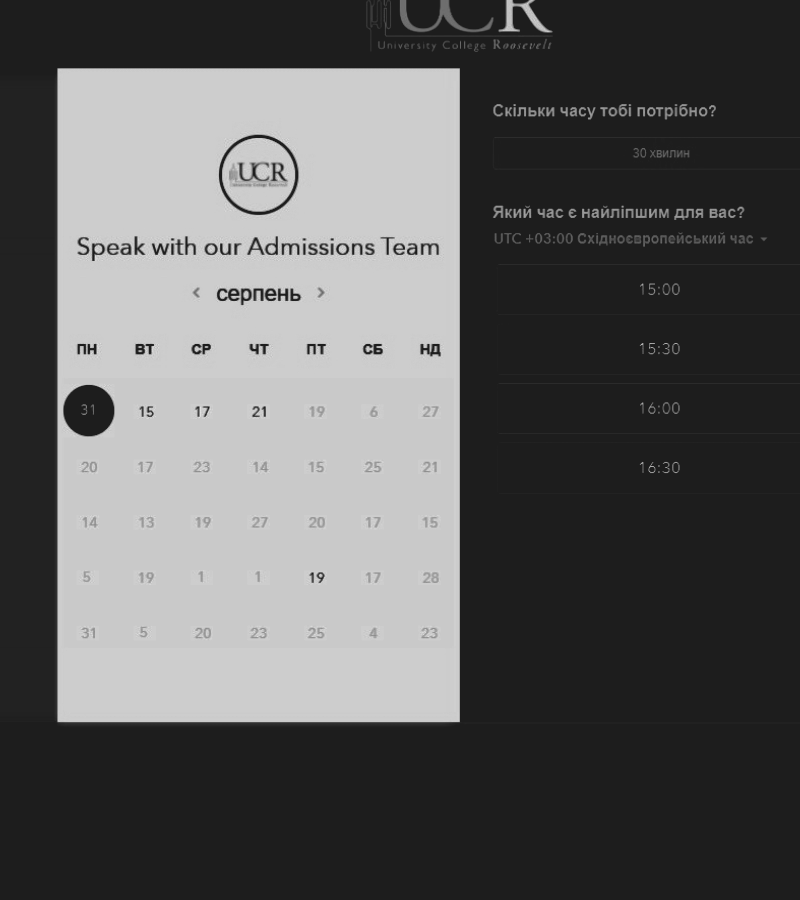 UCR
University College Roosevelt
UCR
Speak with our Admissions Team
серпень
ПН ВТ СР ЧТ ПТ СБ НД
31 15 17 21 19 6 27
20 17 23 14 15 25 21
14 13 19 27 20 17 15
5 19 1 1 19 17 28
31 5 20 23 25 4 23
Скільки часу тобі потрібно?
30 хвилин
Який час є найліпшим для вас?
UTC +03:00 Східноєвропейський час
15:00
15:30
16:00
16:30